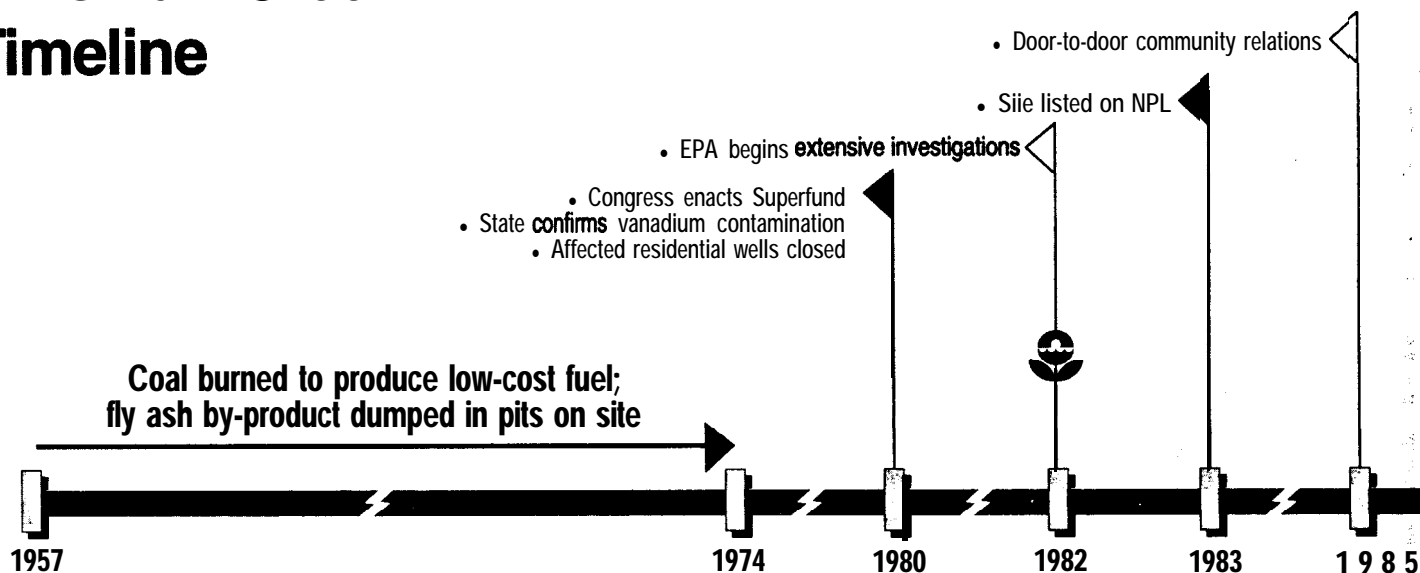 Timeline
• Door-to-door community relations
• Siie listed on NPL
• EPA begins extensive investigations
• Congress enacts Superfund
• State confirms vanadium contamination
• Affected residential wells closed
Coal burned to produce low-cost fuel;
fly ash by-product dumped in pits on site
1957 1974 1980 1982 1983 1985